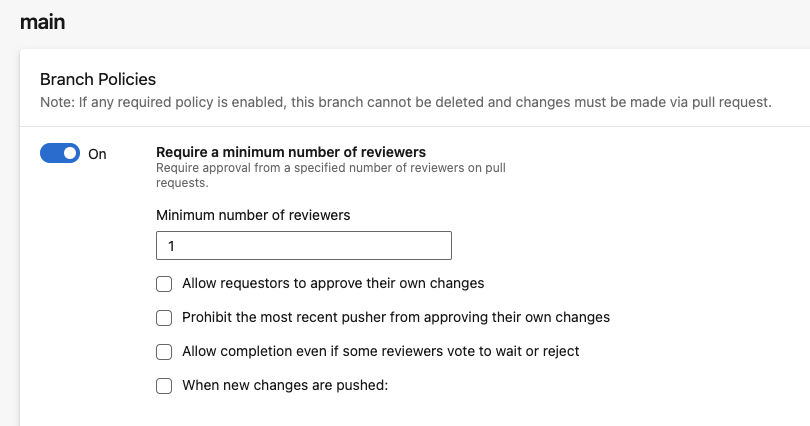 main
Branch Policies
Note: If any required policy is enabled, this branch cannot be deleted and changes must be made via pull request.
On
Require a minimum number of reviewers
Require approval from a specified number of reviewers on pull
requests.
Minimum number of reviewers
1
Allow requestors to approve their own changes
Prohibit the most recent pusher from approving their own changes
Allow completion even if some reviewers vote to wait or reject
When new changes are pushed: